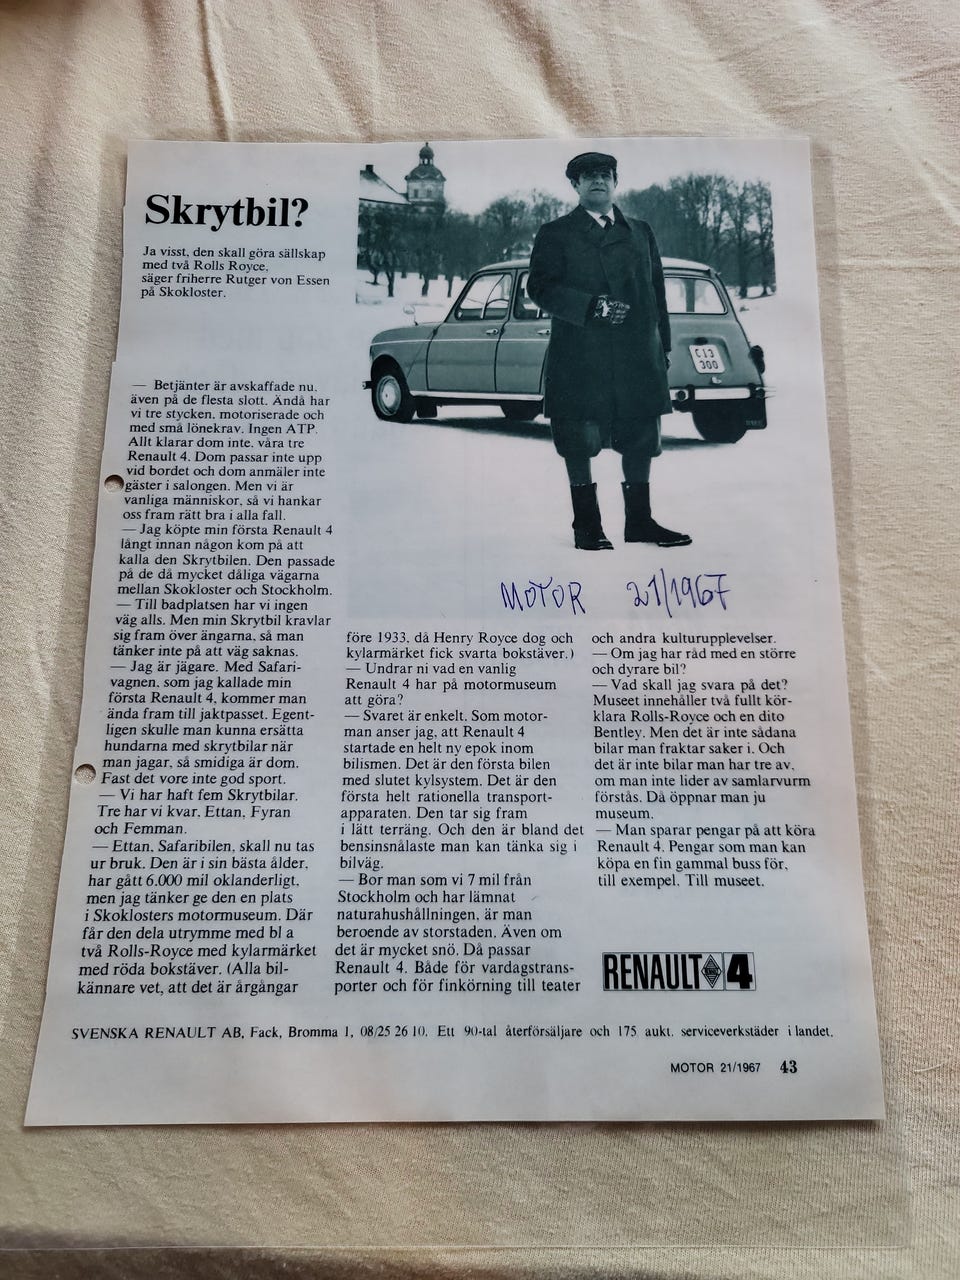 Skrytbil?
Ja visst, den skall göra sällskap
med två Rolls Royce,
säger friherre Rutger von Essen
på Skokloster.
C13
300
MOTOR 21/1967
— Betjänter är avskaffade nu,
även på de flesta slott. Ändå har
vi tre stycken, motoriserade och
med små lönekrav. Ingen ATP.
Allt klarar dom inte, våra tre
Renault 4. Dom passar inte upp
vid bordet och dom anmäler inte
gäster i salongen. Men vi är
vanliga människor, så vi hankar
oss fram rätt bra i alla fall.
— Jag köpte min första Renault 4
långt innan någon kom på att
kalla den Skrytbilen. Den passade
på de då mycket dåliga vägarna
mellan Skokloster och Stockholm.
— Till badplatsen har vi ingen
väg alls. Men min Skrytbil kravlar
sig fram över ängarna, så man
tänker inte på att väg saknas.
— Jag är jägare. Med Safari-
vagnen, som jag kallade min
första Renault 4, kommer man
ända fram till jaktpasset. Egent-
ligen skulle man kunna ersätta
hundarna med skrytbilar när
man jagar, så smidiga är dom.
Fast det vore inte god sport.
— Vi har haft fem Skrytbilar.
Tre har vi kvar, Ettan, Fyran
och Femman.
— Ettan, Safaribilen, skall nu tas
ur bruk. Den är i sin bästa ålder,
har gått 6.000 mil oklanderligt,
men jag tänker ge den en plats
i Skoklosters motormuseum. Där
får den dela utrymme med bl a
två Rolls-Royce med kylarmärket
med röda bokstäver. (Alla bil-
kännare vet, att det är årgångar
före 1933, då Henry Royce dog och
kylarmärket fick svarta bokstäver.)
— Undrar ni vad en vanlig
Renault 4 har på motormuseum
att göra?
— Svaret är enkelt. Som motor-
man anser jag, att Renault 4
startade en helt ny epok inom
bilismen. Det är den första bilen
med slutet kylsystem. Det är den
första helt rationella transport-
apparaten. Den tar sig fram
i lätt terräng. Och den är bland det
bensinsnålaste man kan tänka sig i
bilväg.
— Bor man som vi 7 mil från
Stockholm och har lämnat
naturahushållningen, är man
beroende av storstaden. Även om
det är mycket snö. Då passar
Renault 4. Både för vardagstrans-
porter och för finkörning till teater
och andra kulturupplevelser.
— Om jag har råd med en större
och dyrare bil?
— Vad skall jag svara på det?
Museet innehåller två fullt kör-
klara Rolls-Royce och en dito
Bentley. Men det är inte sådana
bilar man fraktar saker i. Och
det är inte bilar man har tre av,
om man inte lider av samlarvurm
förstås. Då öppnar man ju
museum.
— Man sparar pengar på att köra
Renault 4. Pengar som man kan
köpa en fin gammal buss för,
till exempel. Till museet.
RENAULT 4
SVENSKA RENAULT AB, Fack, Bromma 1, 08/25 26 10. Ett 90-tal återförsäljare och 175 aukt. serviceverkstäder i landet.
MOTOR 21/1967 43